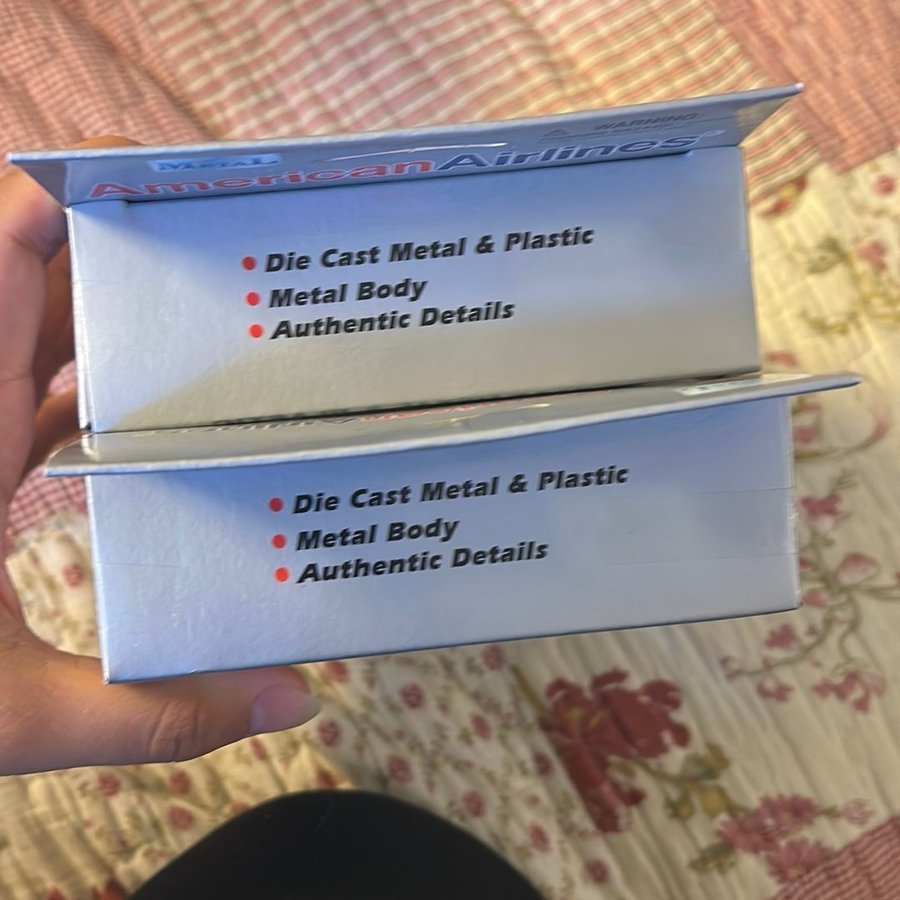 WARNING:
METAL
AmericanAirlines®
• Die Cast Metal & Plastic
• Metal Body
• Authentic Details
• Die Cast Metal & Plastic
• Metal Body
• Authentic Details